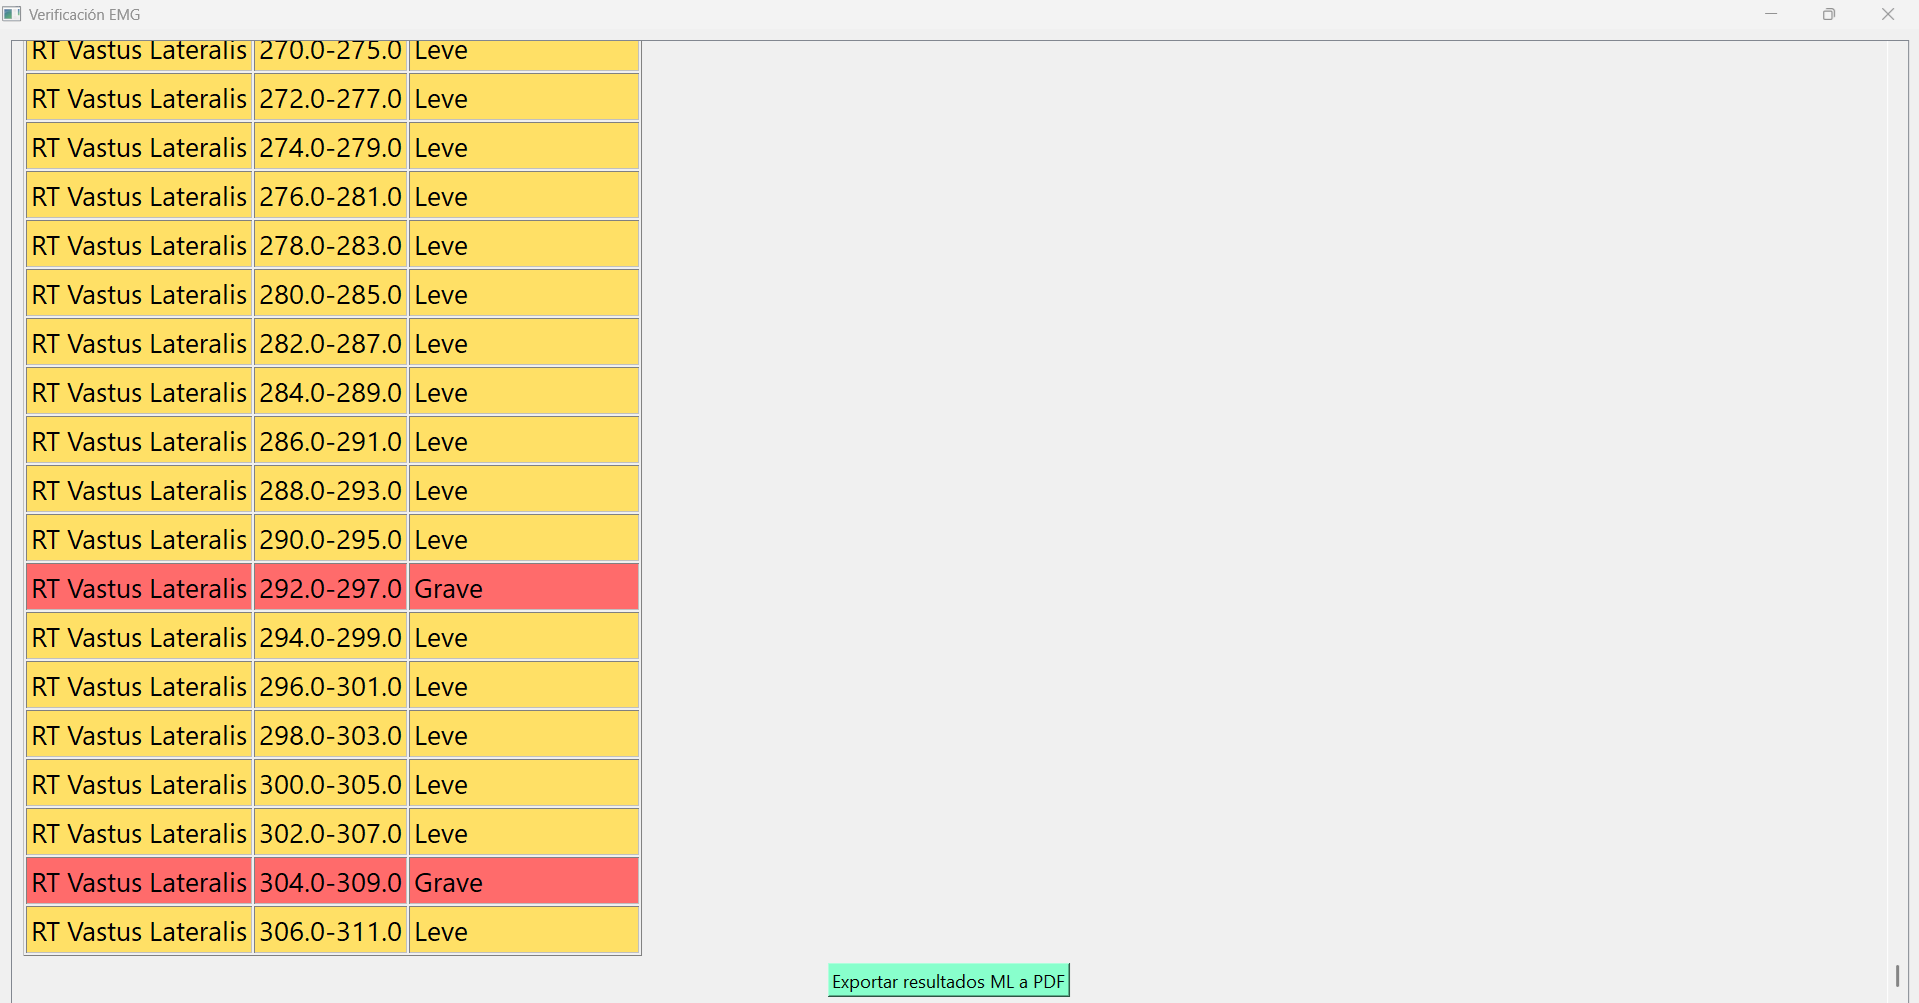 Verificación EMG
RT Vastus Lateralis 270.0-275.0 Leve
RT Vastus Lateralis 272.0-277.0 Leve
RT Vastus Lateralis 274.0-279.0 Leve
RT Vastus Lateralis 276.0-281.0 Leve
RT Vastus Lateralis 278.0-283.0 Leve
RT Vastus Lateralis 280.0-285.0 Leve
RT Vastus Lateralis 282.0-287.0 Leve
RT Vastus Lateralis 284.0-289.0 Leve
RT Vastus Lateralis 286.0-291.0 Leve
RT Vastus Lateralis 288.0-293.0 Leve
RT Vastus Lateralis 290.0-295.0 Leve
RT Vastus Lateralis 292.0-297.0 Grave
RT Vastus Lateralis 294.0-299.0 Leve
RT Vastus Lateralis 296.0-301.0 Leve
RT Vastus Lateralis 298.0-303.0 Leve
RT Vastus Lateralis 300.0-305.0 Leve
RT Vastus Lateralis 302.0-307.0 Leve
RT Vastus Lateralis 304.0-309.0 Grave
RT Vastus Lateralis 306.0-311.0 Leve
Exportar resultados ML a PDF